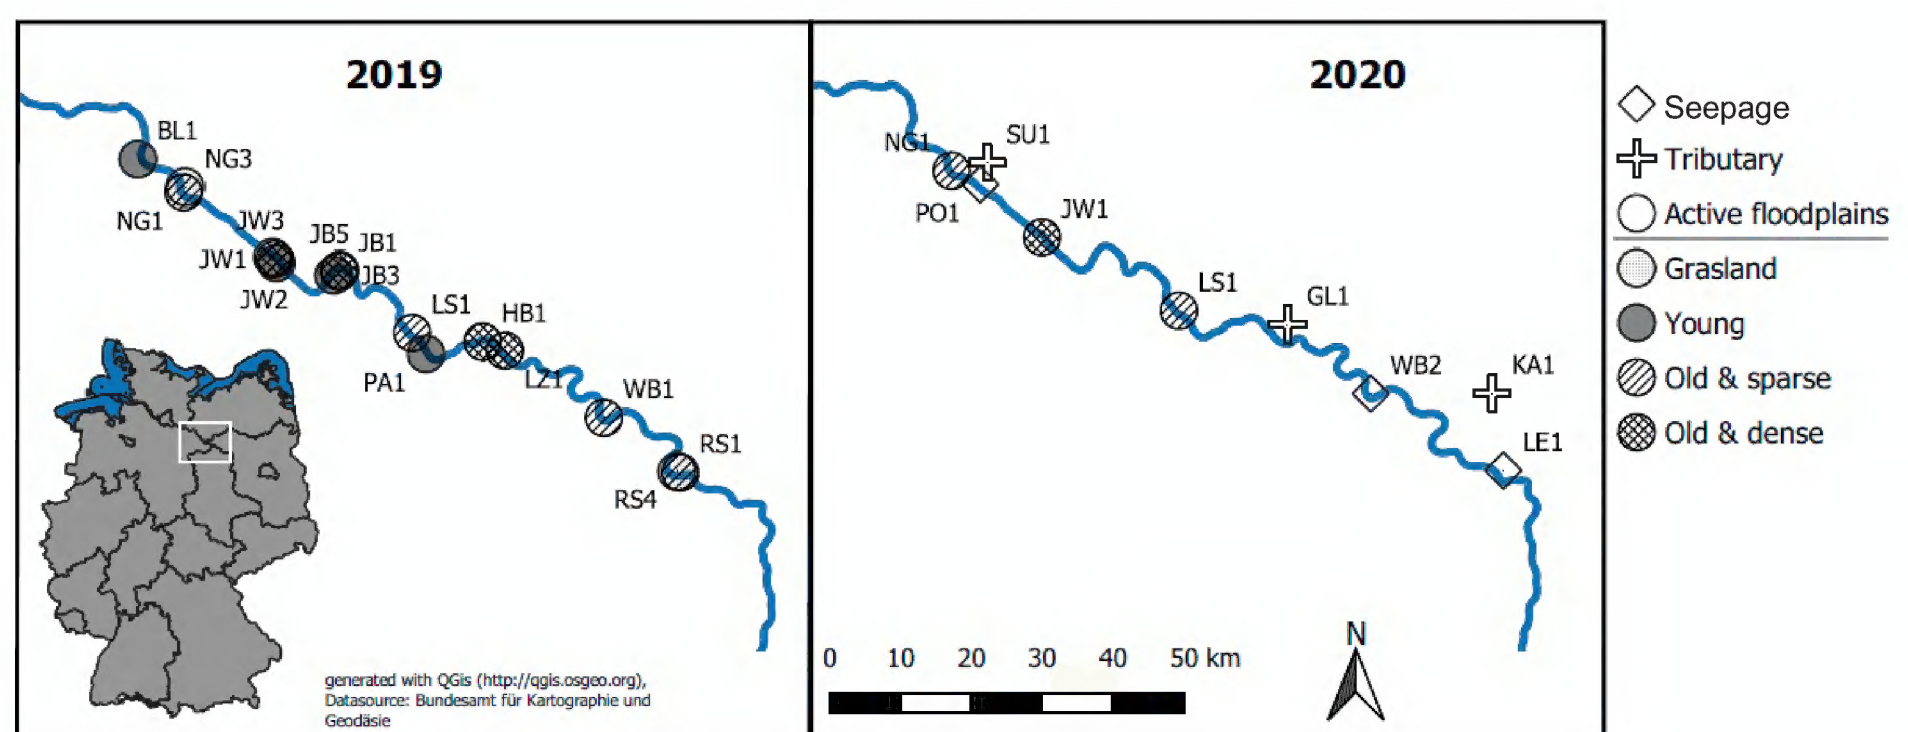 2019
BL1
NG3
NG1
JW3
JB5
JB1
JW1
JB3
JW2
LS1
HB1
PA1
LZ1
WB1
RS1
RS4
generated with QGis (http://qgis.osgeo.org),
Datasource: Bundesamt für Kartographie und
Geodäsie
2020
NG1
SU1
PO1
JW1
LS1
GL1
WB2
KA1
LE1
0 10 20 30 40 50 km
N
Seepage
Tributary
Active floodplains
Grasland
Young
Old & sparse
Old & dense